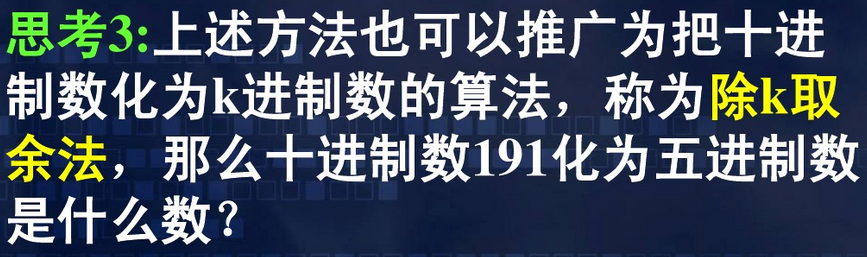 思考3:上述方法也可以推广为把十进
制数化为k进制数的算法，称为除k取
余法，那么十进制数191化为五进制数
是什么数？